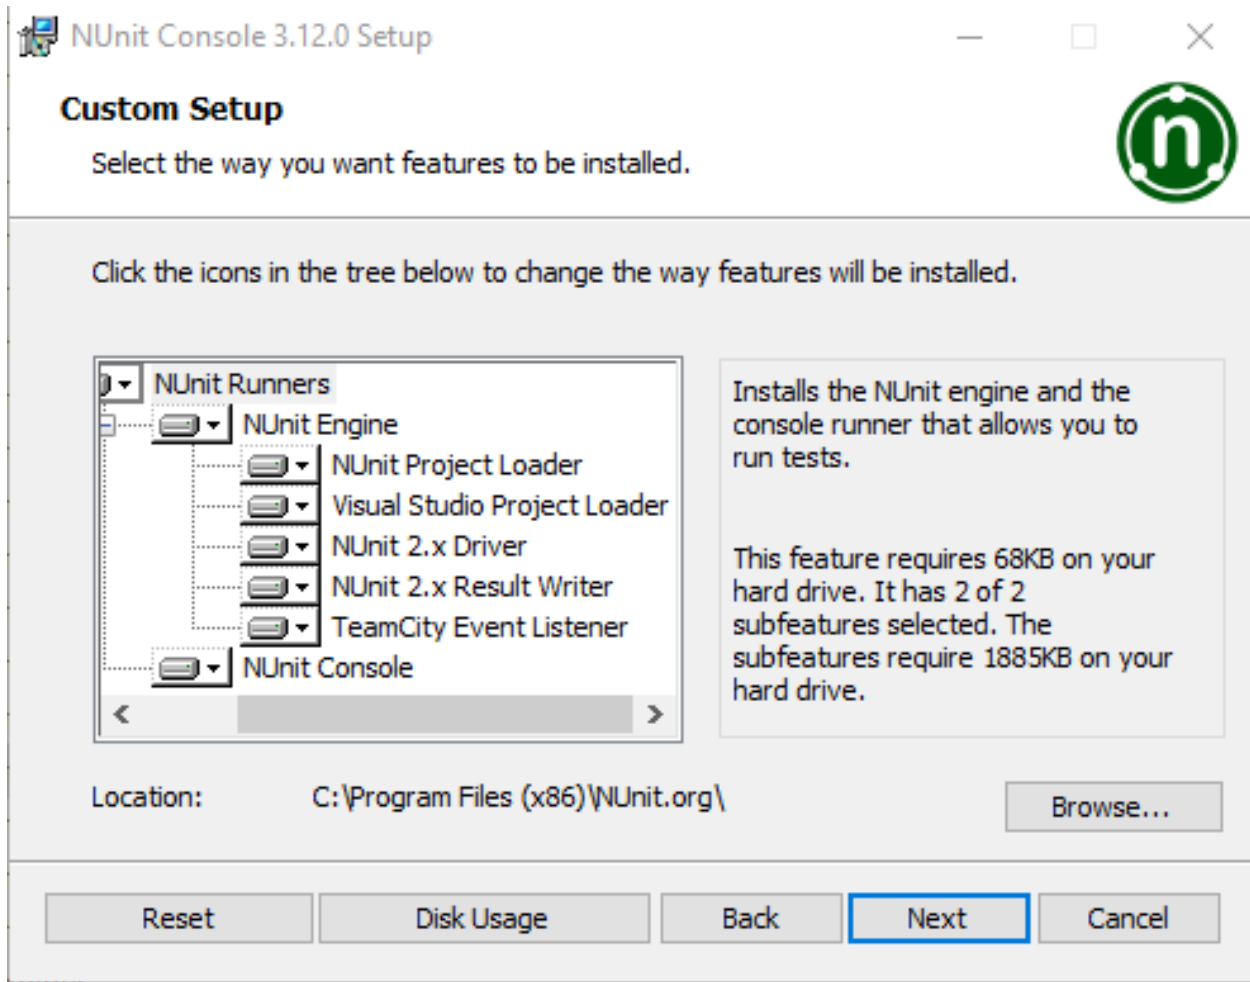 NUnit Console 3.12.0 Setup
Custom Setup
Select the way you want features to be installed.
n
Click the icons in the tree below to change the way features will be installed.
NUnit Runners
NUnit Engine
NUnit Project Loader
Visual Studio Project Loader
NUnit 2.x Driver
NUnit 2.x Result Writer
TeamCity Event Listener
NUnit Console
Installs the NUnit engine and the
console runner that allows you to
run tests.
This feature requires 68KB on your
hard drive. It has 2 of 2
subfeatures selected. The
subfeatures require 1885KB on your
hard drive.
Location: C:\Program Files (x86)\NUnit.org\
Browse...
Reset Disk Usage Back Next Cancel